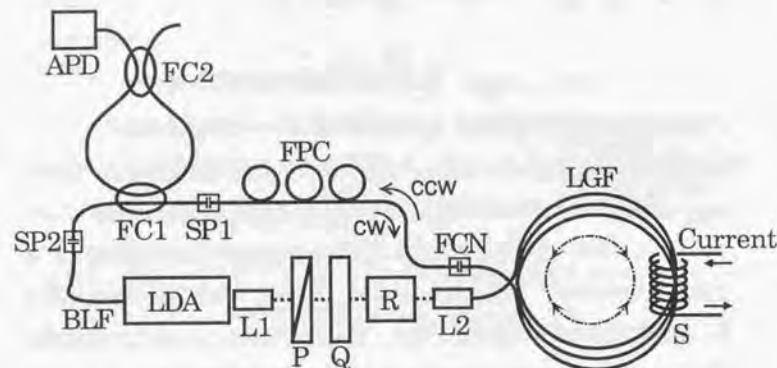 APD
FC2
FPC
CCW
LGF
FC1
SP1
CW
FCN
Current
SP2
BLF
LDA
L1
R
L2
S
P
Q